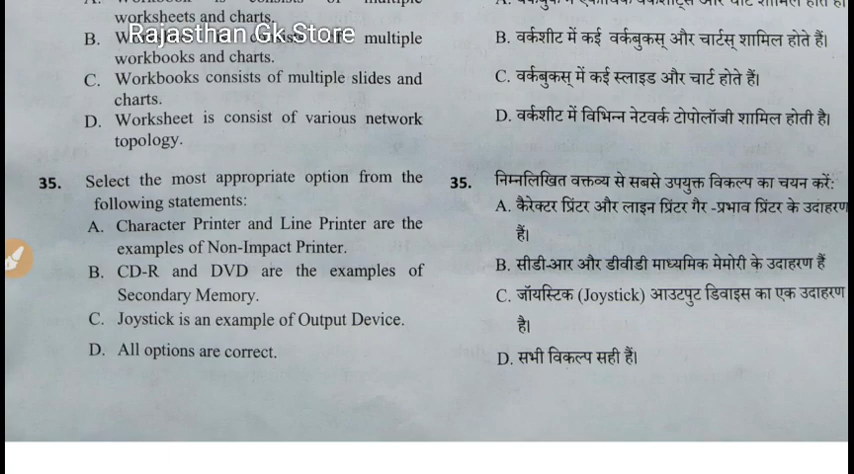 worksheets and charts.
Rajasthan Gk Store
B. multiple
workbooks and charts.
C. Workbooks consists of multiple slides and
charts.
D. Worksheet is consist of various network
topology.
35. Select the most appropriate option from the
following statements:
A. Character Printer and Line Printer are the
examples of Non-Impact Printer.
B. CD-R and DVD are the examples of
Secondary Memory.
C. Joystick is an example of Output Device.
D. All options are correct.
B. वर्कशीट में कई वर्कबुकस् और चार्टस् शामिल होते हैं।
C. वर्कबुकस् में कई स्लाइड और चार्ट होते हैं।
D. वर्कशीट में विभिन्न नेटवर्क टोपोलॉजी शामिल होती है।
35. निम्नलिखित वक्तव्य से सबसे उपयुक्त विकल्प का चयन करें:
A. कैरेक्टर प्रिंटर और लाइन प्रिंटर गैर -प्रभाव प्रिंटर के उदाहरण
हैं।
B. सीडी-आर और डीवीडी माध्यमिक मेमोरी के उदाहरण हैं
C. जॉयस्टिक (Joystick) आउटपुट डिवाइस का एक उदाहरण
है।
D. सभी विकल्प सही हैं।